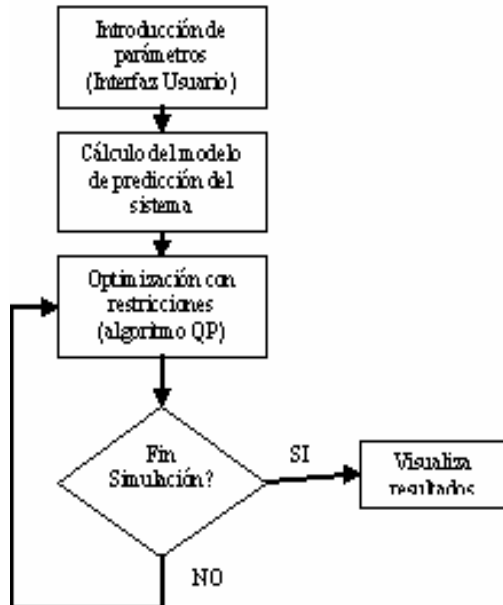 Introducción de
parámetros
(Interfaz Usuario)
Cálculo del modelo
de predicción del
sistema
Optimización con
restricciones
(algoritmo QP)
Fin
Simulación?
SI
Visualiza
resultados
NO